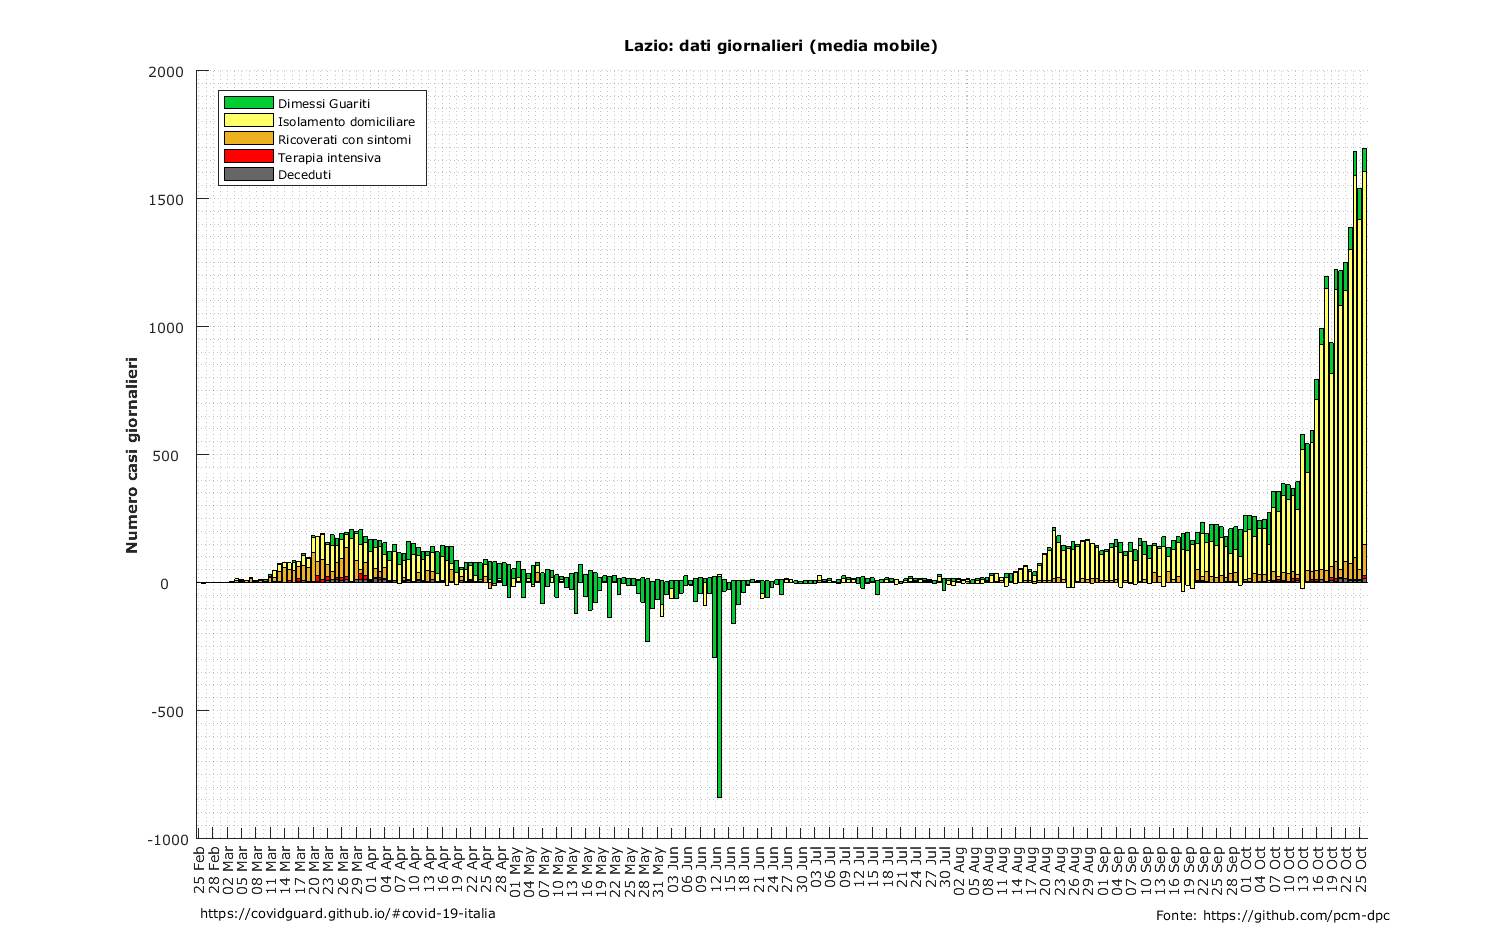 Lazio: dati giornalieri (media mobile)
2000
1500
1000
500
0
-500
-1000
Numero casi giornalieri
Dimessi Guariti
Isolamento domiciliare
Ricoverati con sintomi
Terapia intensiva
Deceduti
25 Feb
28 Feb
02 Mar
05 Mar
08 Mar
11 Mar
14 Mar
17 Mar
20 Mar
23 Mar
26 Mar
29 Mar
01 Apr
04 Apr
07 Apr
10 Apr
13 Apr
16 Apr
19 Apr
22 Apr
25 Apr
28 Apr
01 May
04 May
07 May
10 May
13 May
16 May
19 May
22 May
25 May
28 May
31 May
03 Jun
06 Jun
09 Jun
12 Jun
15 Jun
18 Jun
21 Jun
24 Jun
27 Jun
30 Jun
03 Jul
06 Jul
09 Jul
12 Jul
15 Jul
18 Jul
21 Jul
24 Jul
27 Jul
30 Jul
02 Aug
05 Aug
08 Aug
11 Aug
14 Aug
17 Aug
20 Aug
23 Aug
26 Aug
29 Aug
01 Sep
04 Sep
07 Sep
10 Sep
13 Sep
16 Sep
19 Sep
22 Sep
25 Sep
28 Sep
01 Oct
04 Oct
07 Oct
10 Oct
13 Oct
16 Oct
19 Oct
22 Oct
25 Oct
https://covidguard.github.io/#covid-19-italia
Fonte: https://github.com/pcm-dpc